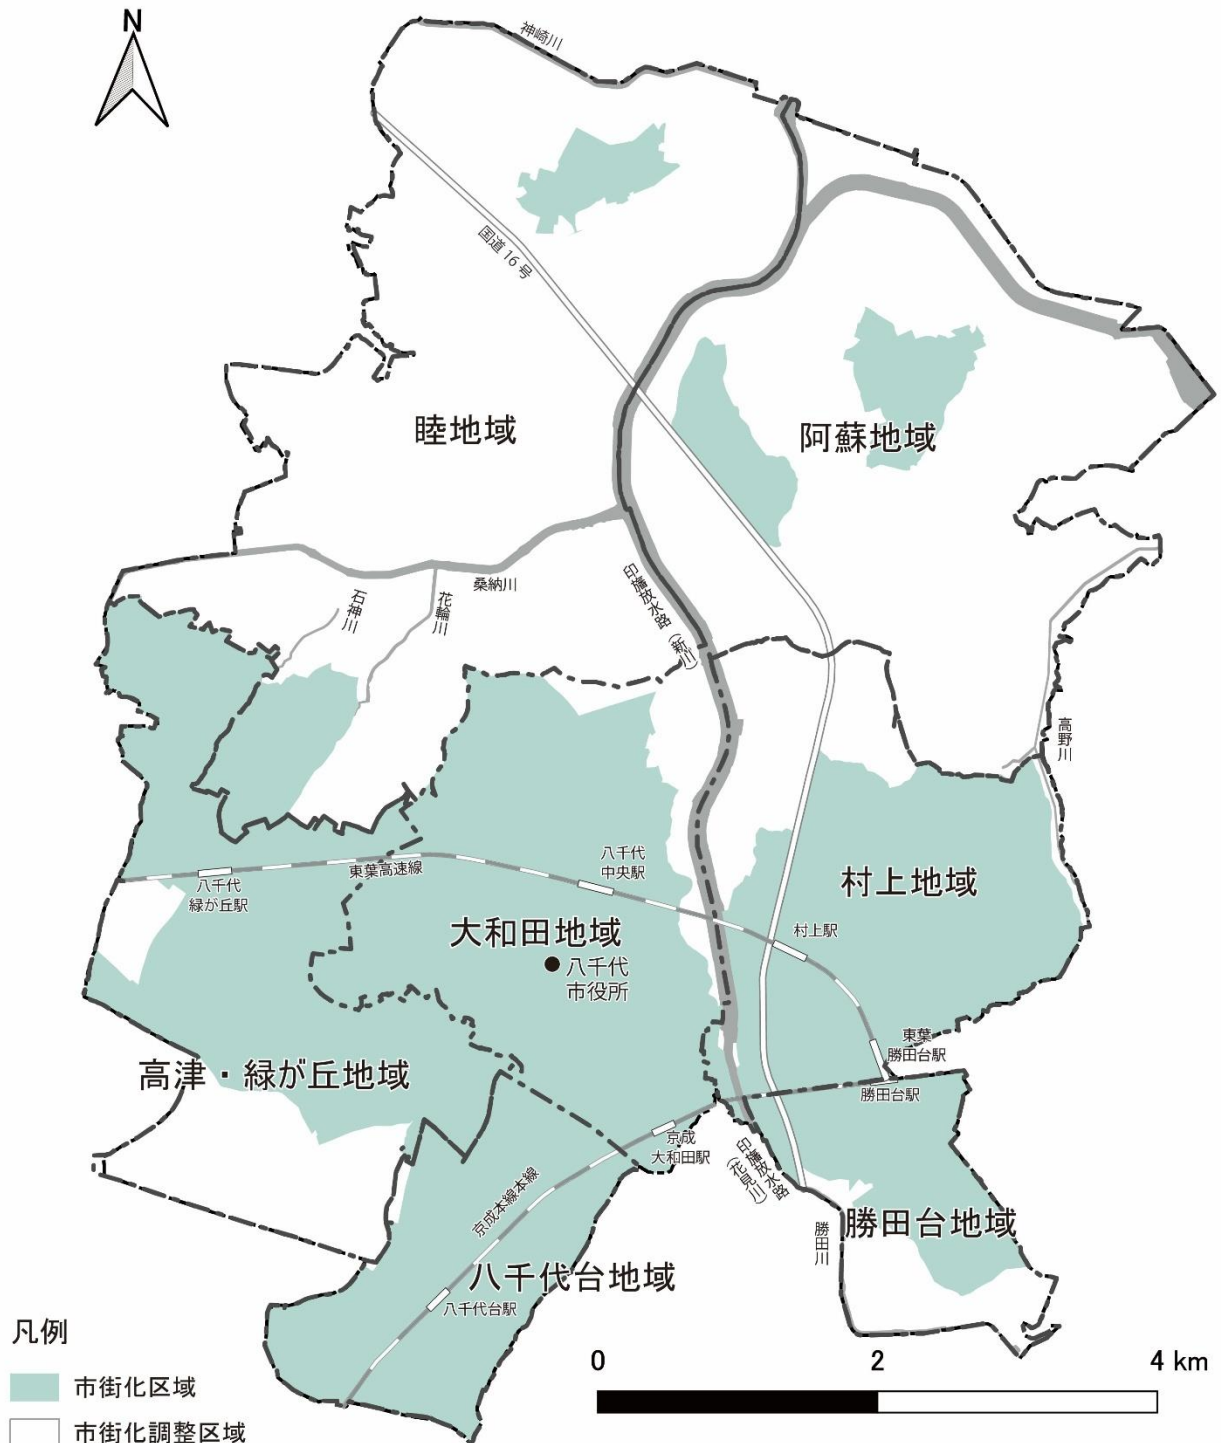 N
神崎川
国道16号
睦地域
阿蘇地域
桑納川
石神川
花輪川
印旛放水路(新川)
高野川
八千代
中央駅
東葉高速線
八千代
緑が丘駅
村上地域
大和田地域
村上駅
八千代
市役所
東葉
勝田台駅
高津・緑が丘地域
勝田台駅
京成
大和田駅
印旛放水路
(花見川)
京成本線本線
勝田川
勝田台地域
八千代台地域
八千代台駅
凡例
市街化区域
市街化調整区域
0 2 4 km